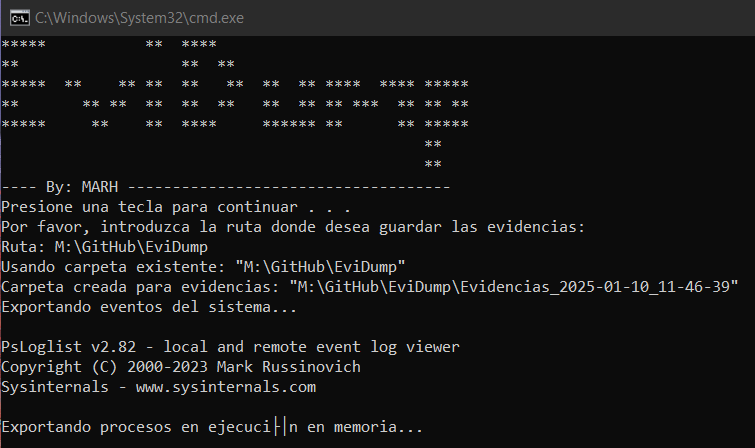 C:\Windows\System32\cmd.exe
*****           **  ****
**                  **  **
*****  **    ** **  **   **  **  ** ****  **** *****
**       ** **  **  **  **   **  ** ** ***  ** ** **
*****     **    **  ****     ****** **      ** *****
                                               **
                                               **
---- By: MARH ------------------------------------
Presione una tecla para continuar . . .
Por favor, introduzca la ruta donde desea guardar las evidencias:
Ruta: M:\GitHub\EviDump
Usando carpeta existente: "M:\GitHub\EviDump"
Carpeta creada para evidencias: "M:\GitHub\EviDump\Evidencias_2025-01-10_11-46-39"
Exportando eventos del sistema...
PsLoglist v2.82 - local and remote event log viewer
Copyright (C) 2000-2023 Mark Russinovich
Sysinternals - www.sysinternals.com
Exportando procesos en ejecuci├│n en memoria...